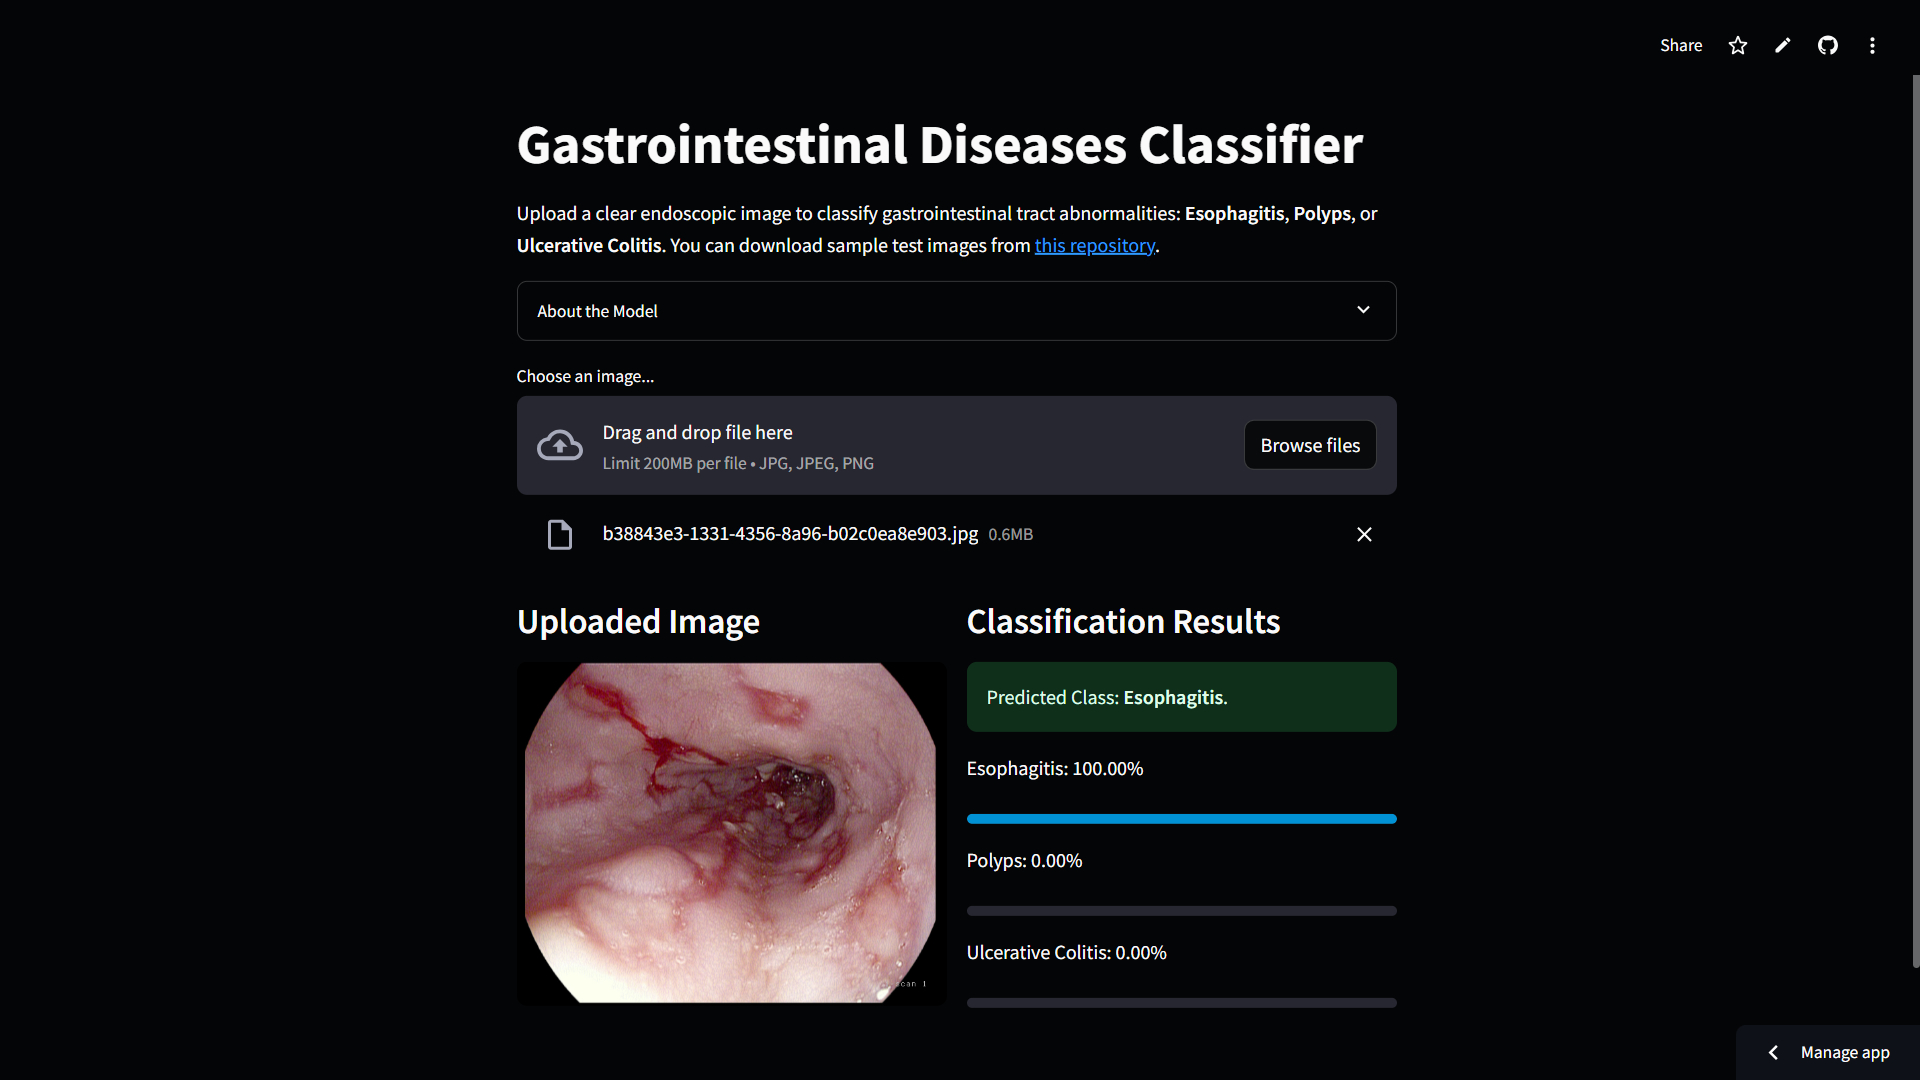 Share
Gastrointestinal Diseases Classifier
Upload a clear endoscopic image to classify gastrointestinal tract abnormalities: Esophagitis, Polyps, or
Ulcerative Colitis. You can download sample test images from this repository.
About the Model
Choose an image...
Drag and drop file here
Limit 200MB per file • JPG, JPEG, PNG
Browse files
b38843e3-1331-4356-8a96-b02c0ea8e903.jpg 0.6MB
Uploaded Image
Classification Results
Predicted Class: Esophagitis.
Esophagitis: 100.00%
Polyps: 0.00%
Ulcerative Colitis: 0.00%
Manage app